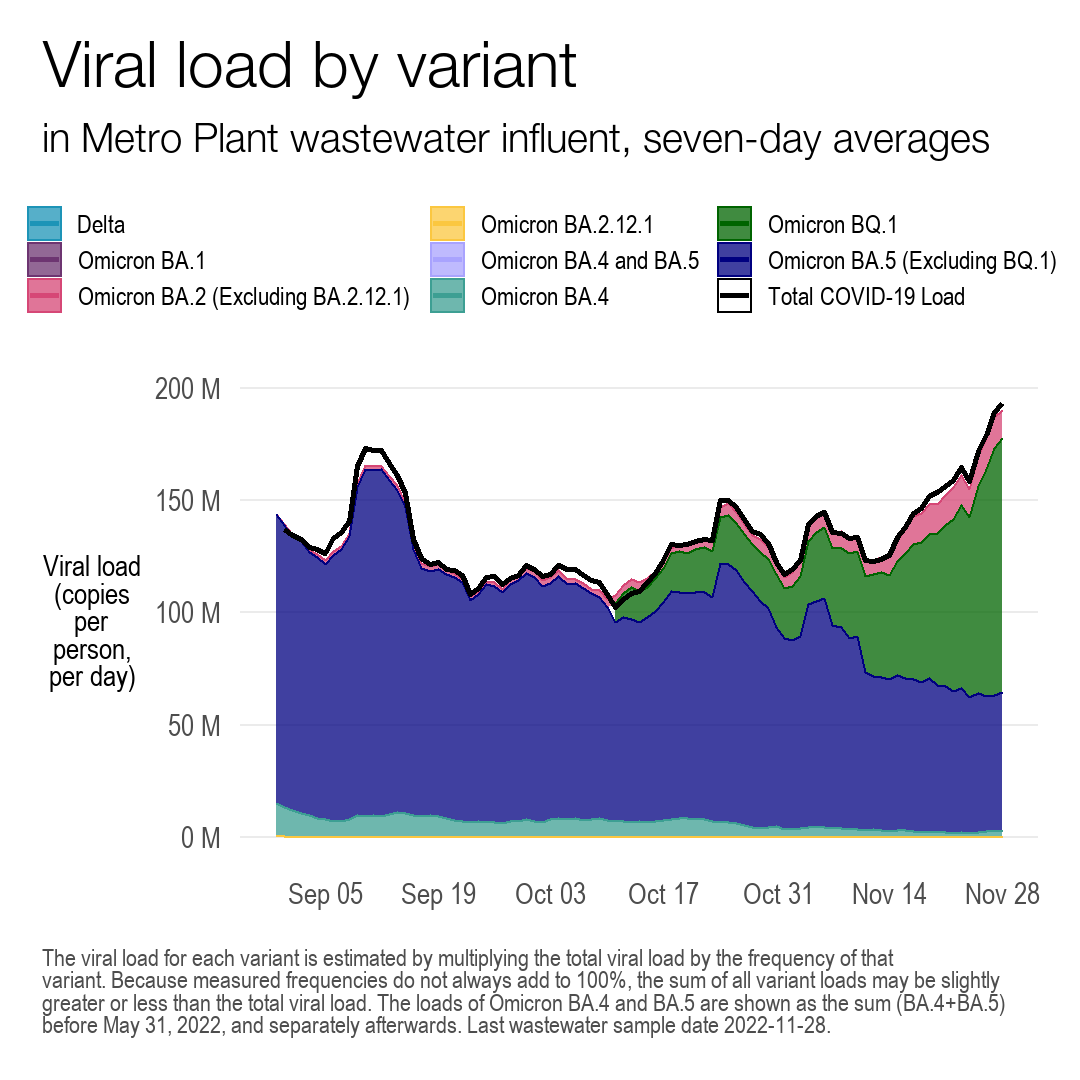 Viral load by variant
in Metro Plant wastewater influent, seven-day averages
Delta
Omicron BA.1
Omicron BA.2 (Excluding BA.2.12.1)
Omicron BA.2.12.1
Omicron BA.4 and BA.5
Omicron BA.4
Omicron BQ.1
Omicron BA.5 (Excluding BQ.1)
Total COVID-19 Load
Viral load
(copies
per
person,
per day)
200 M
150 M
100 M
50 M
0 M
Sep 05 Sep 19 Oct 03 Oct 17 Oct 31 Nov 14 Nov 28
The viral load for each variant is estimated by multiplying the total viral load by the frequency of that
variant. Because measured frequencies do not always add to 100%, the sum of all variant loads may be slightly
greater or less than the total viral load. The loads of Omicron BA.4 and BA.5 are shown as the sum (BA.4+BA.5)
before May 31, 2022, and separately afterwards. Last wastewater sample date 2022-11-28.